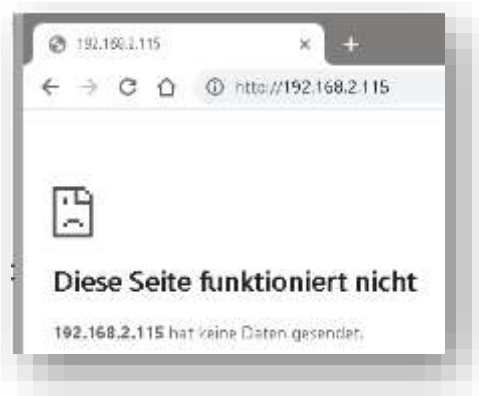 192.168.2.115
http://192.168.2.115
Diese Seite funktioniert nicht
192.168.2.115 hat keine Daten gesendet.